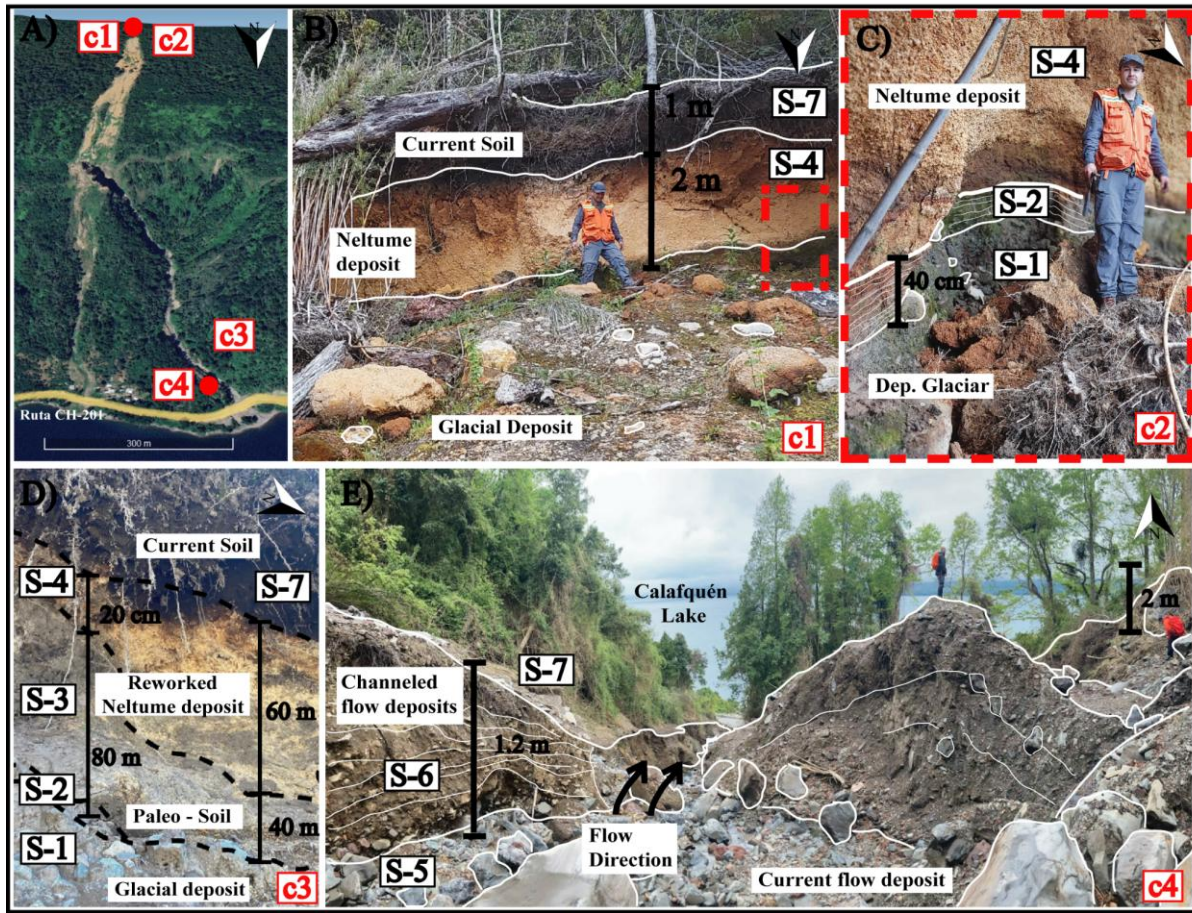 A)
c1
c2
N
c3
c4
Ruta CH-201
300 m
B)
N
1 m
S-7
Current Soil
S-4
2 m
Neltume
deposit
Glacial Deposit
c1
C)
N
S-4
Neltume deposit
S-2
S-1
40 cm
Dep. Glaciar
c2
D)
N
Current Soil
S-4
S-7
20 cm
Reworked
Neltume deposit
S-3
60 m
80 m
S-2
Paleo - Soil
40 m
S-1
Glacial deposit
c3
E)
N
Calafquén
Lake
2 m
S-7
Channeled
flow deposits
1.2 m
S-6
Flow
Direction
S-5
Current flow deposit
c4